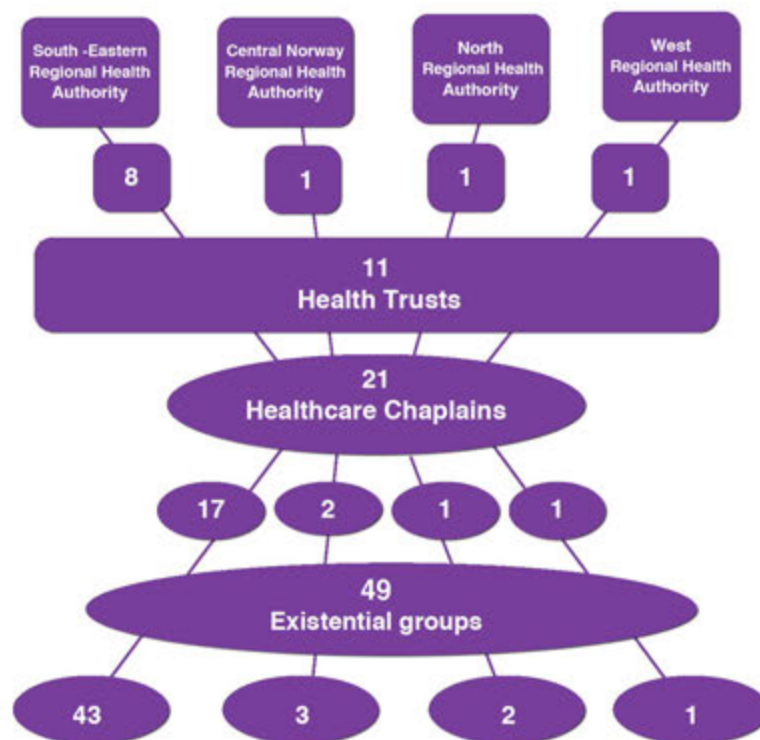 South -Eastern
Regional Health
Authority
Central Norway
Regional Health
Authority
North
Regional Health
Authority
West
Regional Health
Authority
8
1
1
1
11
Health Trusts
21
Healthcare Chaplains
17
2
1
1
49
Existential groups
43
3
2
1